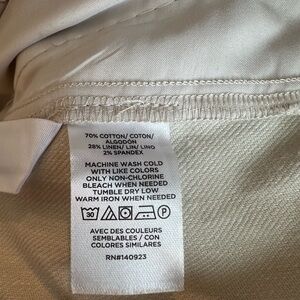 70% COTTON/ COTON/
ALGODÓN
28% LINEN/ LIN/ LINO
2% SPANDEX
MACHINE WASH COLD
WITH LIKE COLORS
ONLY NON-CHLORINE
BLEACH WHEN NEEDED
TUMBLE DRY LOW
WARM IRON WHEN NEEDED
30
AVEC DES COULEURS
SEMBLABLES / CON
COLORES SIMILARES
RN#140923